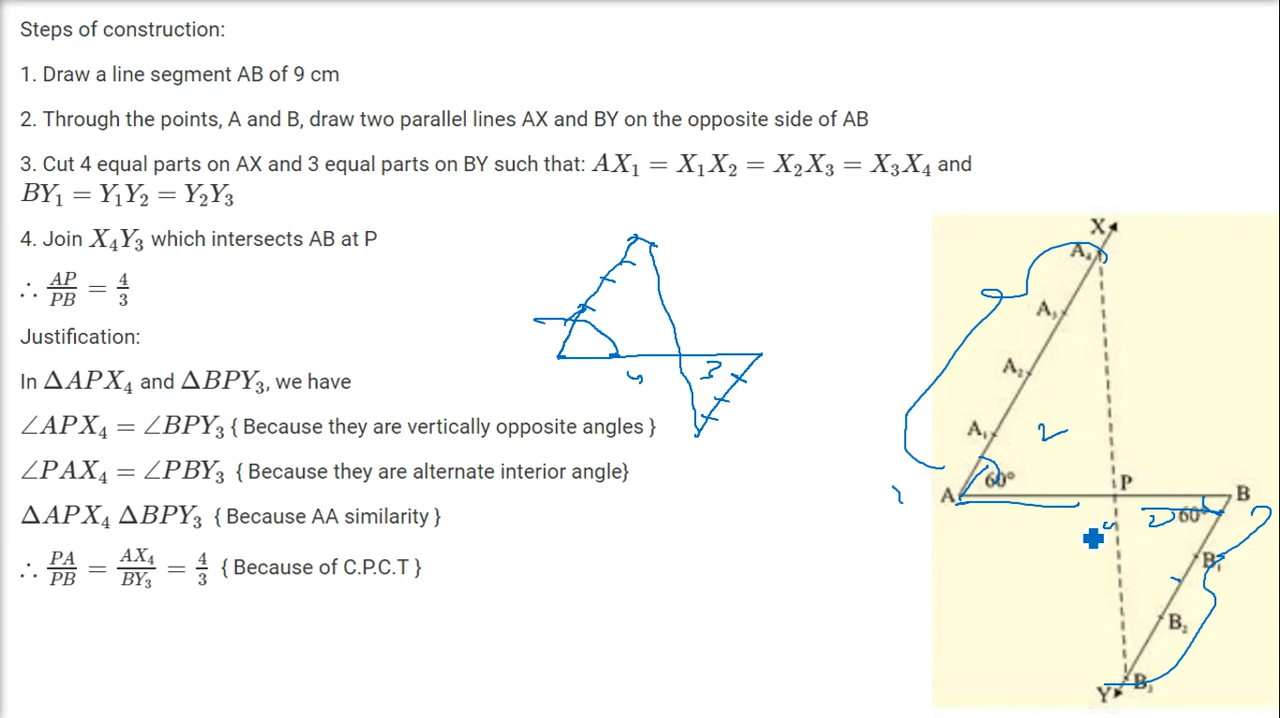 Steps of construction:
1. Draw a line segment AB of 9 cm
2. Through the points, A and B, draw two parallel lines AX and BY on the opposite side of AB
3. Cut 4 equal parts on AX and 3 equal parts on BY such that: AX₁ = X₁X₂ = X₂X₃ = X₃X₄ and
BY₁ = Y₁Y₂ = Y₂Y₃
4. Join X₄Y₃ which intersects AB at P
∴ AP/PB = 4/3
Justification:
In ΔAPX₄ and ΔBPY₃, we have
∠APX₄ = ∠BPY₃ { Because they are vertically opposite angles }
∠PAX₄ = ∠PBY₃ { Because they are alternate interior angle}
ΔAPX₄ ΔBPY₃ { Because AA similarity }
∴ PA/PB = AX₄/BY₃ = 4/3 { Because of C.P.C.T }
3
X
A₄
A₃
A₂
A₁
2
60°
A
P
B
60°
B₁
B₂
B₃
Y